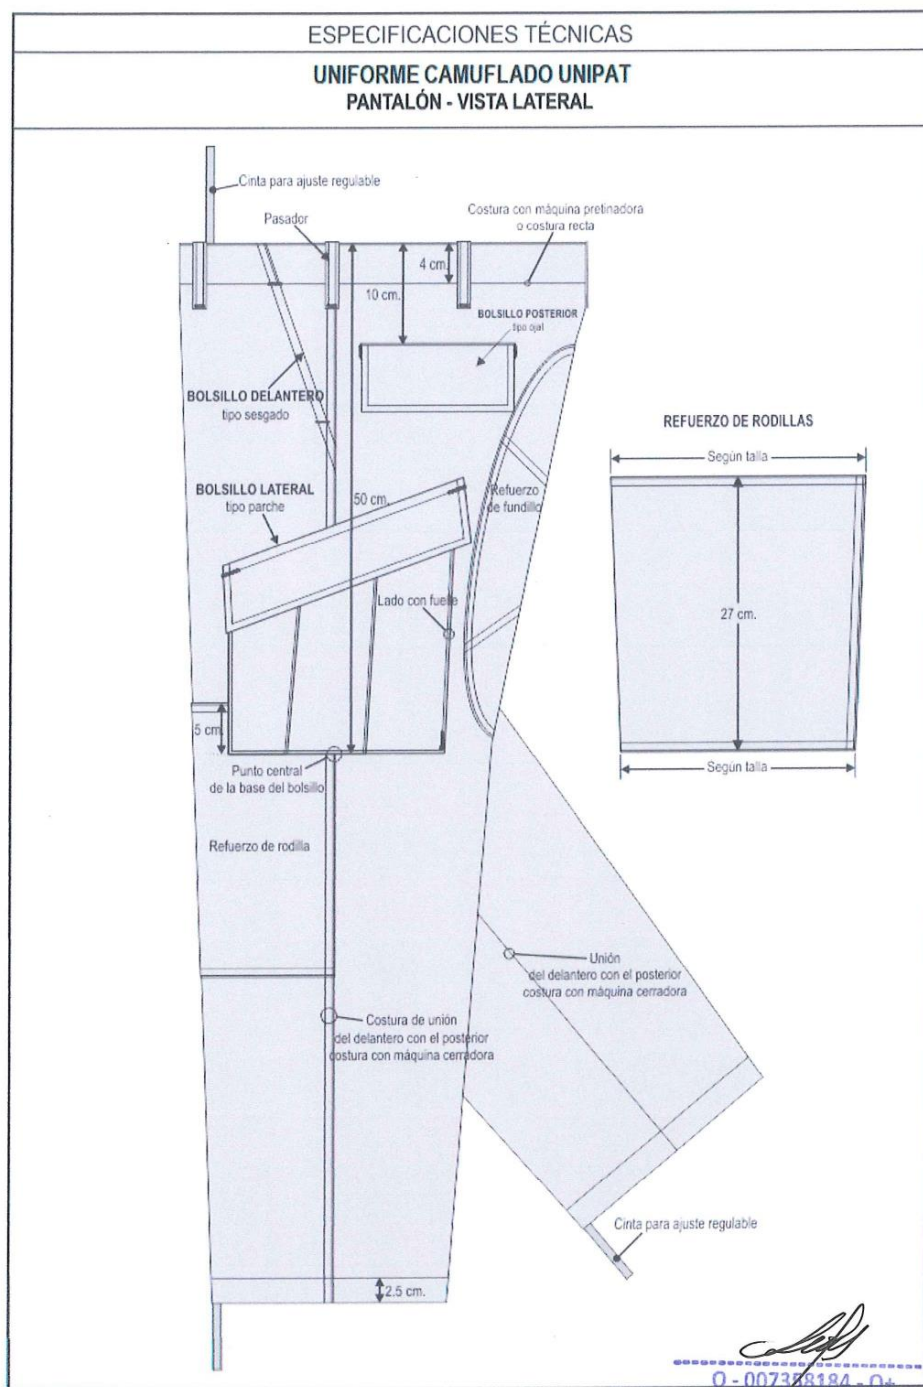 ESPECIFICACIONES TÉCNICAS
UNIFORME CAMUFLADO UNIPAT
PANTALÓN - VISTA LATERAL
Cinta para ajuste regulable
Pasador
Costura con máquina pretinadora
o costura recta
4 cm.
10 cm.
BOLSILLO POSTERIOR
tipo ojal
BOLSILLO DELANTERO
tipo sesgado
REFUERZO DE RODILLAS
Según talla
BOLSILLO LATERAL
tipo parche
50 cm.
Refuerzo
de fundillo
27 cm.
Lado con fuelle
5 cm.
Punto central
de la base del bolsillo
Según talla
Refuerzo de rodilla
Unión
del delantero con el posterior
costura con máquina cerradora
Costura de unión
del delantero con el posterior
costura con máquina cerradora
Cinta para ajuste regulable
2.5 cm.
O - 007358184 - O+